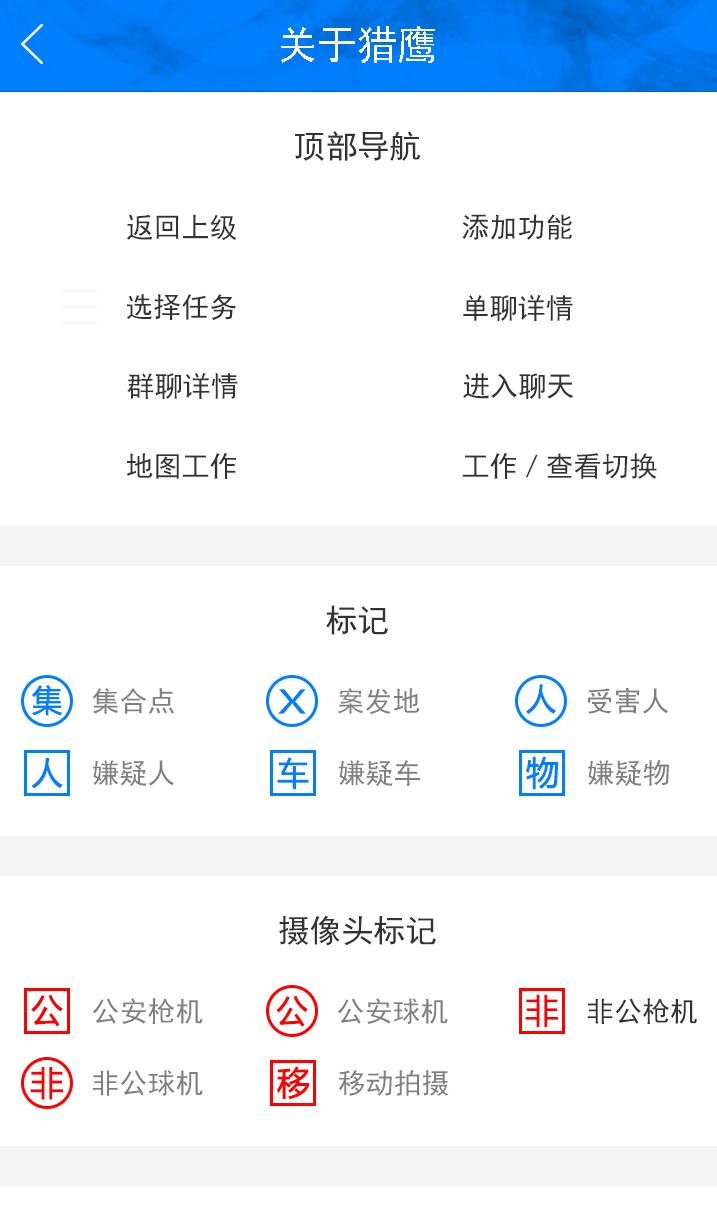 关于猎鹰
顶部导航
返回上级 添加功能
选择任务 单聊详情
群聊详情 进入聊天
地图工作 工作 / 查看切换
标记
集 集合点 X 案发地 人 受害人
人 嫌疑人 车 嫌疑车 物 嫌疑物
摄像头标记
公 公安枪机 公 公安球机 非 非公枪机
非 非公球机 移 移动拍摄